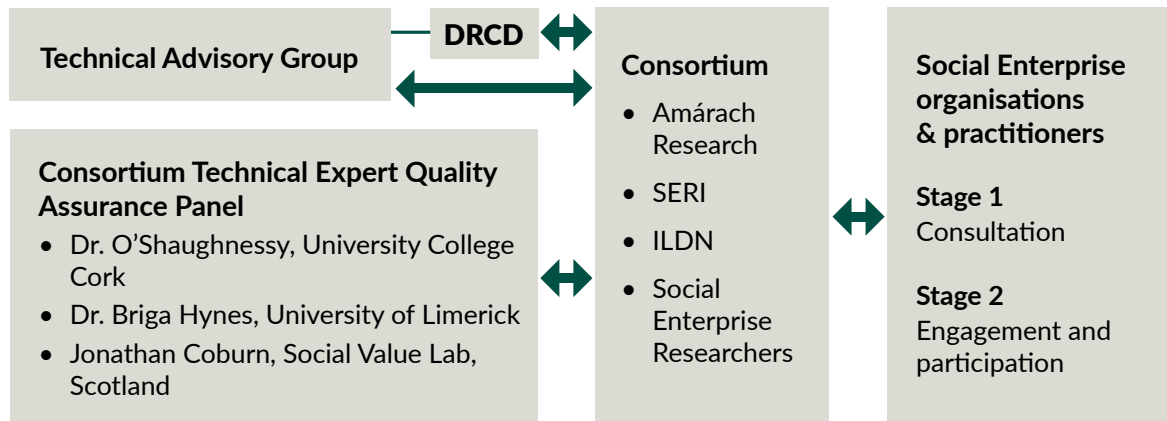 Technical Advisory Group
DRCD
Consortium Technical Expert Quality
Assurance Panel
• Dr. O'Shaughnessy, University College
Cork
• Dr. Briga Hynes, University of Limerick
• Jonathan Coburn, Social Value Lab,
Scotland
Consortium
• Amárach
Research
• SERI
• ILDN
• Social
Enterprise
Researchers
Social Enterprise
organisations
& practitioners
Stage 1
Consultation
Stage 2
Engagement and
participation